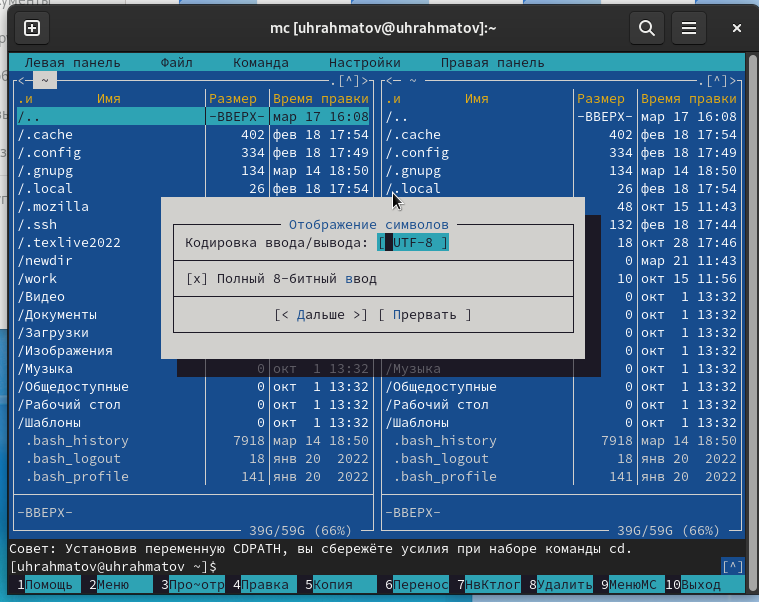 mc [uhrahmatov@uhrahmatov]:~
Левая панель Файл Команда Настройки Правая панель
<─ ~ .[^]> <─ ~ .[^]>
.и Имя Размер Время правки .и Имя Размер Время правки
/.. -ВВЕРХ- мар 17 16:08 /.. -ВВЕРХ- мар 17 16:08
/.cache 402 фев 18 17:54 /.cache 402 фев 18 17:54
/.config 334 фев 18 17:49 /.config 334 фев 18 17:49
/.gnupg 134 мар 14 18:50 /.gnupg 134 мар 14 18:50
/.local 26 фев 18 17:54 /.local 26 фев 18 17:54
/.mozilla 48 окт 15 11:43
/.ssh 132 фев 18 17:44
Отображение символов
/.texlive2022 18 окт 28 17:46
Кодировка ввода/вывода: [ UTF-8 ]
/newdir 0 мар 21 11:43
/work 10 окт 15 11:56
[x] Полный 8-битный ввод
/Видео 0 окт 1 13:32
/Документы 0 окт 1 13:32
[< Дальше >] [ Прервать ]
/Загрузки 0 окт 1 13:32
/Изображения 0 окт 1 13:32
/Музыка 0 окт 1 13:32 /Музыка 0 окт 1 13:32
/Общедоступные 0 окт 1 13:32 /Общедоступные 0 окт 1 13:32
/Рабочий стол 0 окт 1 13:32 /Рабочий стол 0 окт 1 13:32
/Шаблоны 0 окт 1 13:32 /Шаблоны 0 окт 1 13:32
.bash_history 7918 мар 14 18:50 .bash_history 7918 мар 14 18:50
.bash_logout 18 янв 20 2022 .bash_logout 18 янв 20 2022
.bash_profile 141 янв 20 2022 .bash_profile 141 янв 20 2022
-ВВЕРХ- -ВВЕРХ-
39G/59G (66%) 39G/59G (66%)
Совет: Установив переменную CDPATH, вы сбережёте усилия при наборе команды cd.
[uhrahmatov@uhrahmatov ~]$ [^]
1Помощь 2Меню 3Про~отр 4Правка 5Копия 6Перенос 7НвКтлог 8Удалить 9МенюМС 10Выход